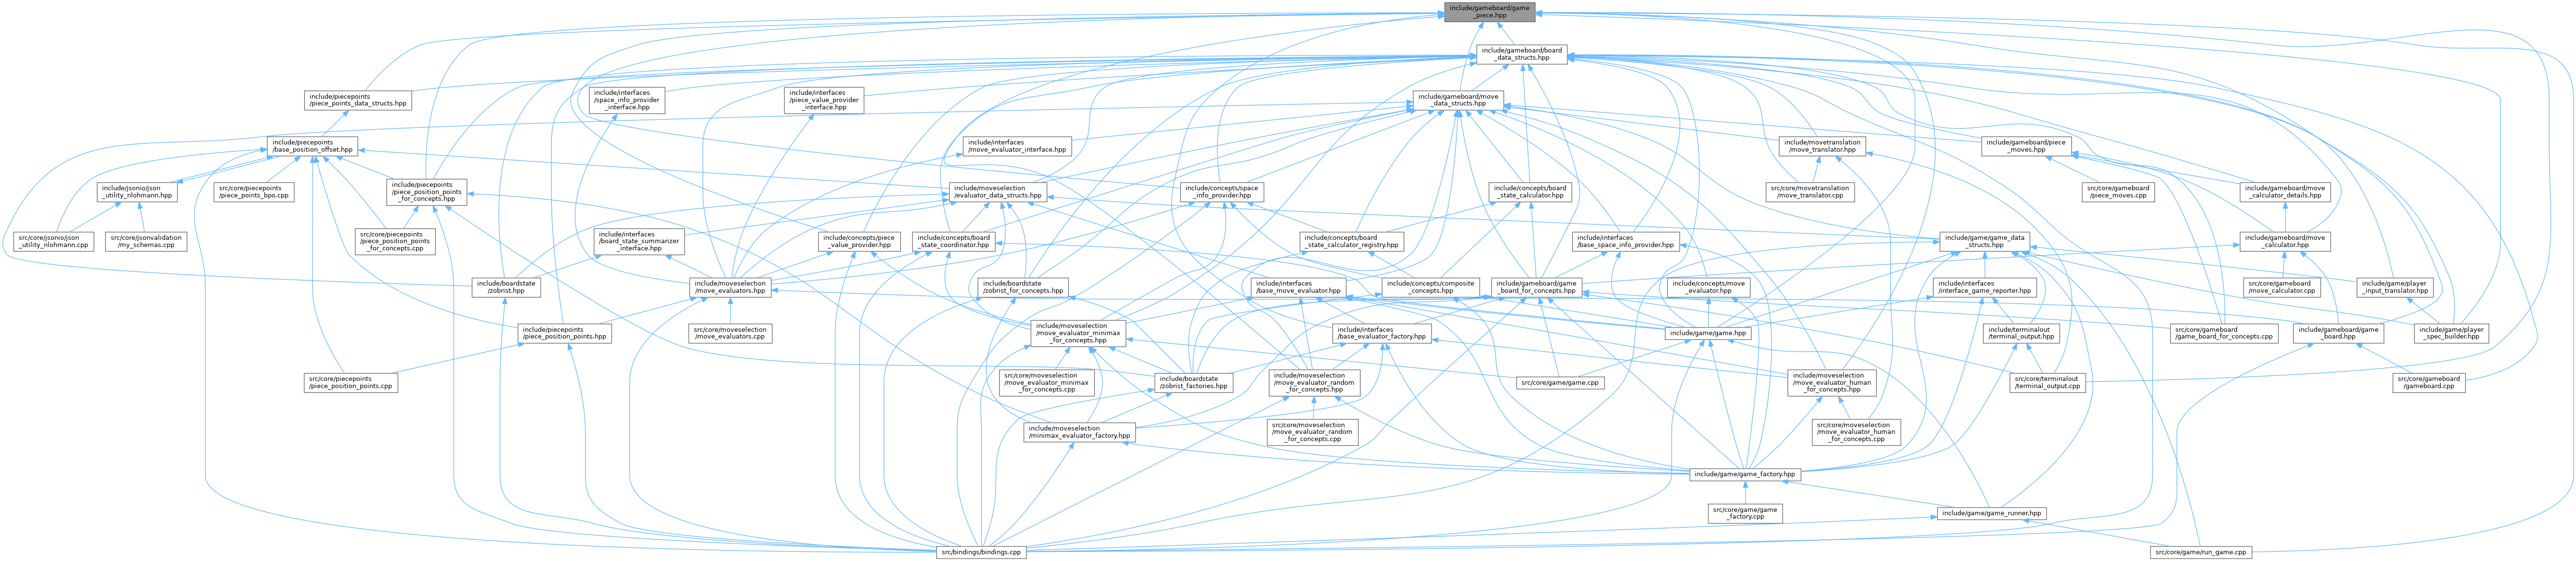 include/gameboard/game
_piece.hpp
include/gameboard/board
_data_structs.hpp
include/piecepoints
/piece_points_data_structs.hpp
include/interfaces
/space_info_provider
_interface.hpp
include/interfaces
/piece_value_provider
_interface.hpp
include/gameboard/move
_data_structs.hpp
include/piecepoints
/base_position_offset.hpp
include/interfaces
/move_evaluator_interface.hpp
include/movetranslation
/move_translator.hpp
include/gameboard/piece
_moves.hpp
include/jsonio/json
_utility_nlohmann.hpp
src/core/piecepoints
/piece_points_bpo.cpp
include/piecepoints
/piece_position_points
_for_concepts.hpp
include/moveselection
/evaluator_data_structs.hpp
include/concepts/space
_info_provider.hpp
include/concepts/board
_state_calculator.hpp
src/core/movetranslation
/move_translator.cpp
src/core/gameboard
/piece_moves.cpp
include/gameboard/move
_calculator_details.hpp
src/core/jsonio/json
_utility_nlohmann.cpp
src/core/jsonvalidation
/my_schemas.cpp
src/core/piecepoints
/piece_position_points
_for_concepts.cpp
include/interfaces
/board_state_summarizer
_interface.hpp
include/concepts/piece
_value_provider.hpp
include/concepts/board
_state_coordinator.hpp
include/concepts/board
_state_calculator_registry.hpp
include/interfaces
/base_space_info_provider.hpp
include/game/game_data
_structs.hpp
include/gameboard/move
_calculator.hpp
include/boardstate
/zobrist.hpp
include/moveselection
/move_evaluators.hpp
include/boardstate
/zobrist_for_concepts.hpp
include/interfaces
/base_move_evaluator.hpp
include/concepts/composite
_concepts.hpp
include/gameboard/game
_board_for_concepts.hpp
include/concepts/move
_evaluator.hpp
include/interfaces
/interface_game_reporter.hpp
src/core/gameboard
/move_calculator.cpp
include/game/player
_input_translator.hpp
include/piecepoints
/piece_position_points.hpp
src/core/moveselection
/move_evaluators.cpp
include/moveselection
/move_evaluator_minimax
_for_concepts.hpp
include/interfaces
/base_evaluator_factory.hpp
include/game/game.hpp
include/terminalout
/terminal_output.hpp
src/core/gameboard
/game_board_for_concepts.cpp
include/gameboard/game
_board.hpp
include/game/player
_spec_builder.hpp
src/core/piecepoints
/piece_position_points.cpp
src/core/moveselection
/move_evaluator_minimax
_for_concepts.cpp
include/boardstate
/zobrist_factories.hpp
include/moveselection
/move_evaluator_random
_for_concepts.hpp
src/core/game/game.cpp
include/moveselection
/move_evaluator_human
_for_concepts.hpp
src/core/terminalout
/terminal_output.cpp
src/core/gameboard
/gameboard.cpp
include/moveselection
/minimax_evaluator_factory.hpp
src/core/moveselection
/move_evaluator_random
_for_concepts.cpp
src/core/moveselection
/move_evaluator_human
_for_concepts.cpp
include/game/game_factory.hpp
src/core/game/game
_factory.cpp
include/game/game_runner.hpp
src/bindings/bindings.cpp
src/core/game/run_game.cpp